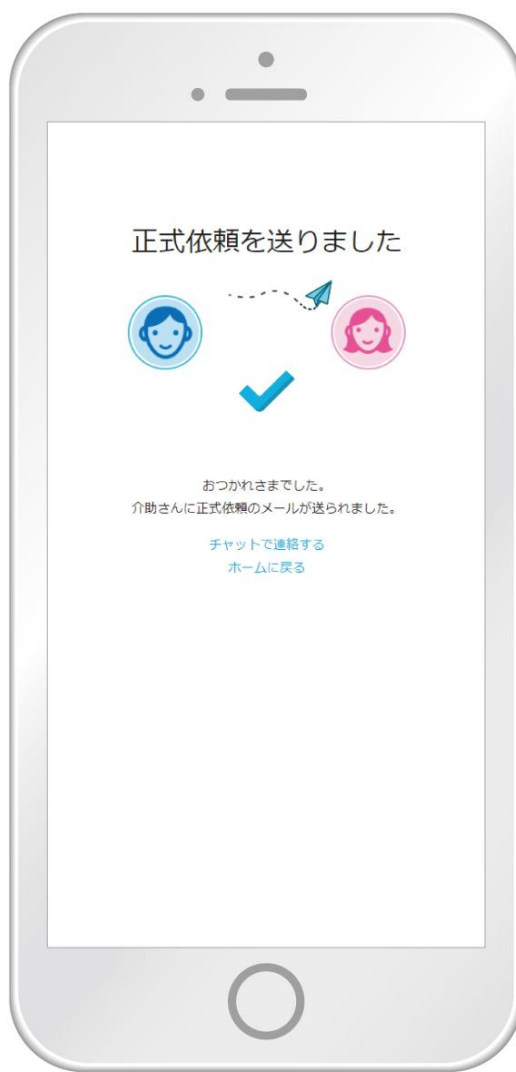 正式依頼を送りました
おつかれさまでした。
介助さんに正式依頼のメールが送られました。
チャットで連絡する
ホームに戻る